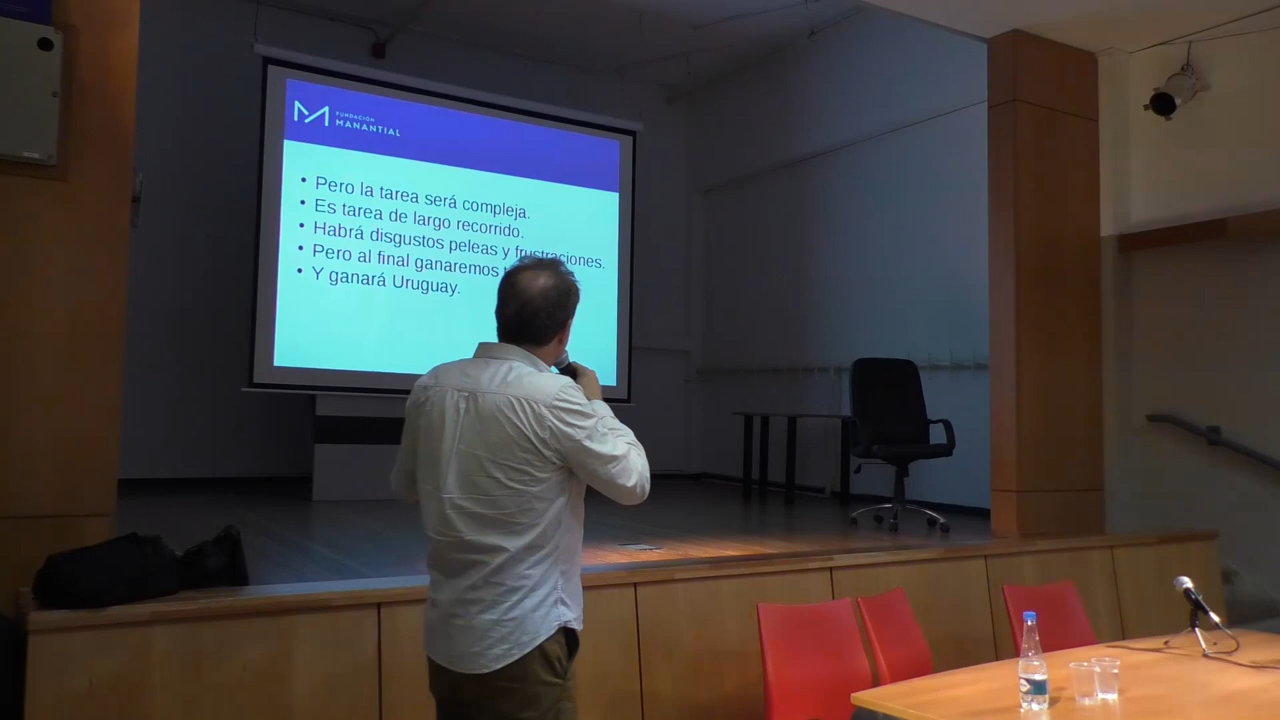 FUNDACIÓN
MANANTIAL
• Pero la tarea será compleja.
• Es tarea de largo recorrido.
• Habrá disgustos peleas y frustraciones.
• Pero al final ganaremos
• Y ganará Uruguay.